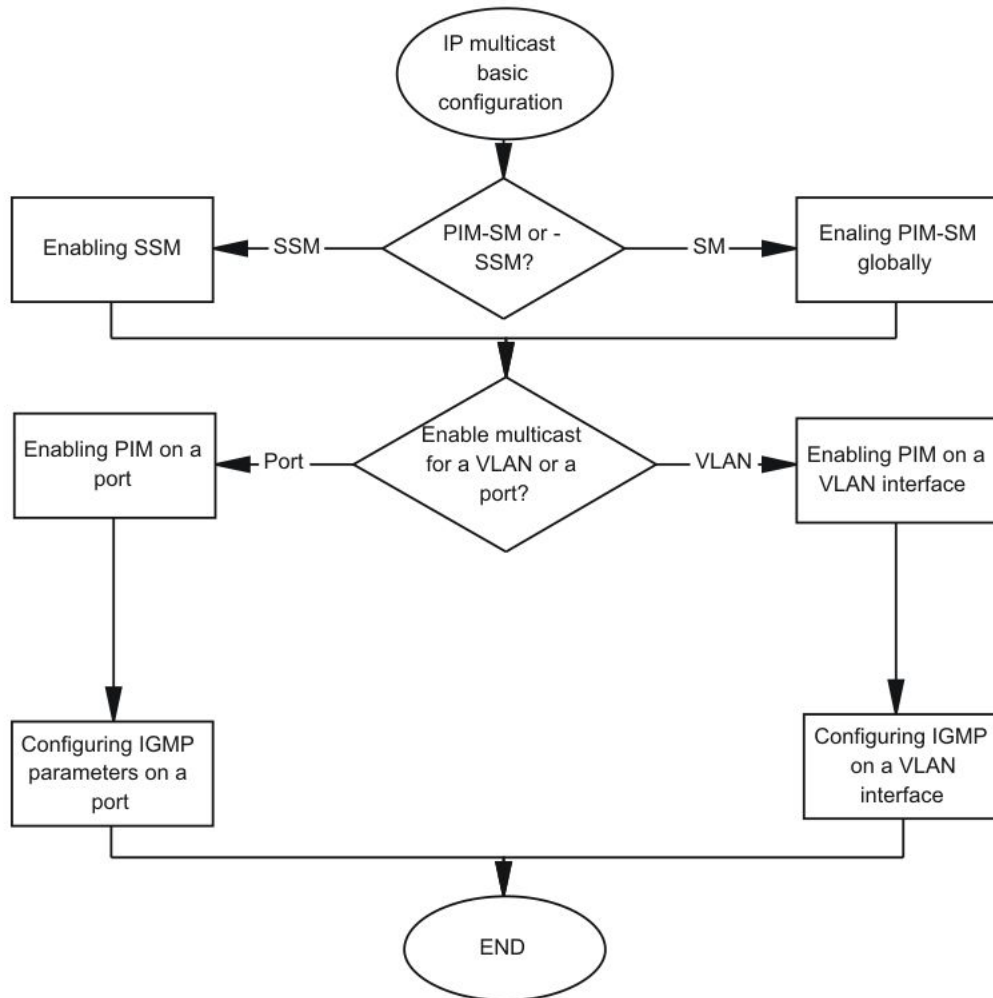 IP multicast
basic
configuration
Enabling SSM
SSM
PIM-SM or -
SSM?
SM
Enaling PIM-SM
globally
Enabling PIM on a
port
Port
Enable multicast
for a VLAN or a
port?
VLAN
Enabling PIM on a
VLAN interface
Configuring IGMP
parameters on a
port
Configuring IGMP
on a VLAN
interface
END